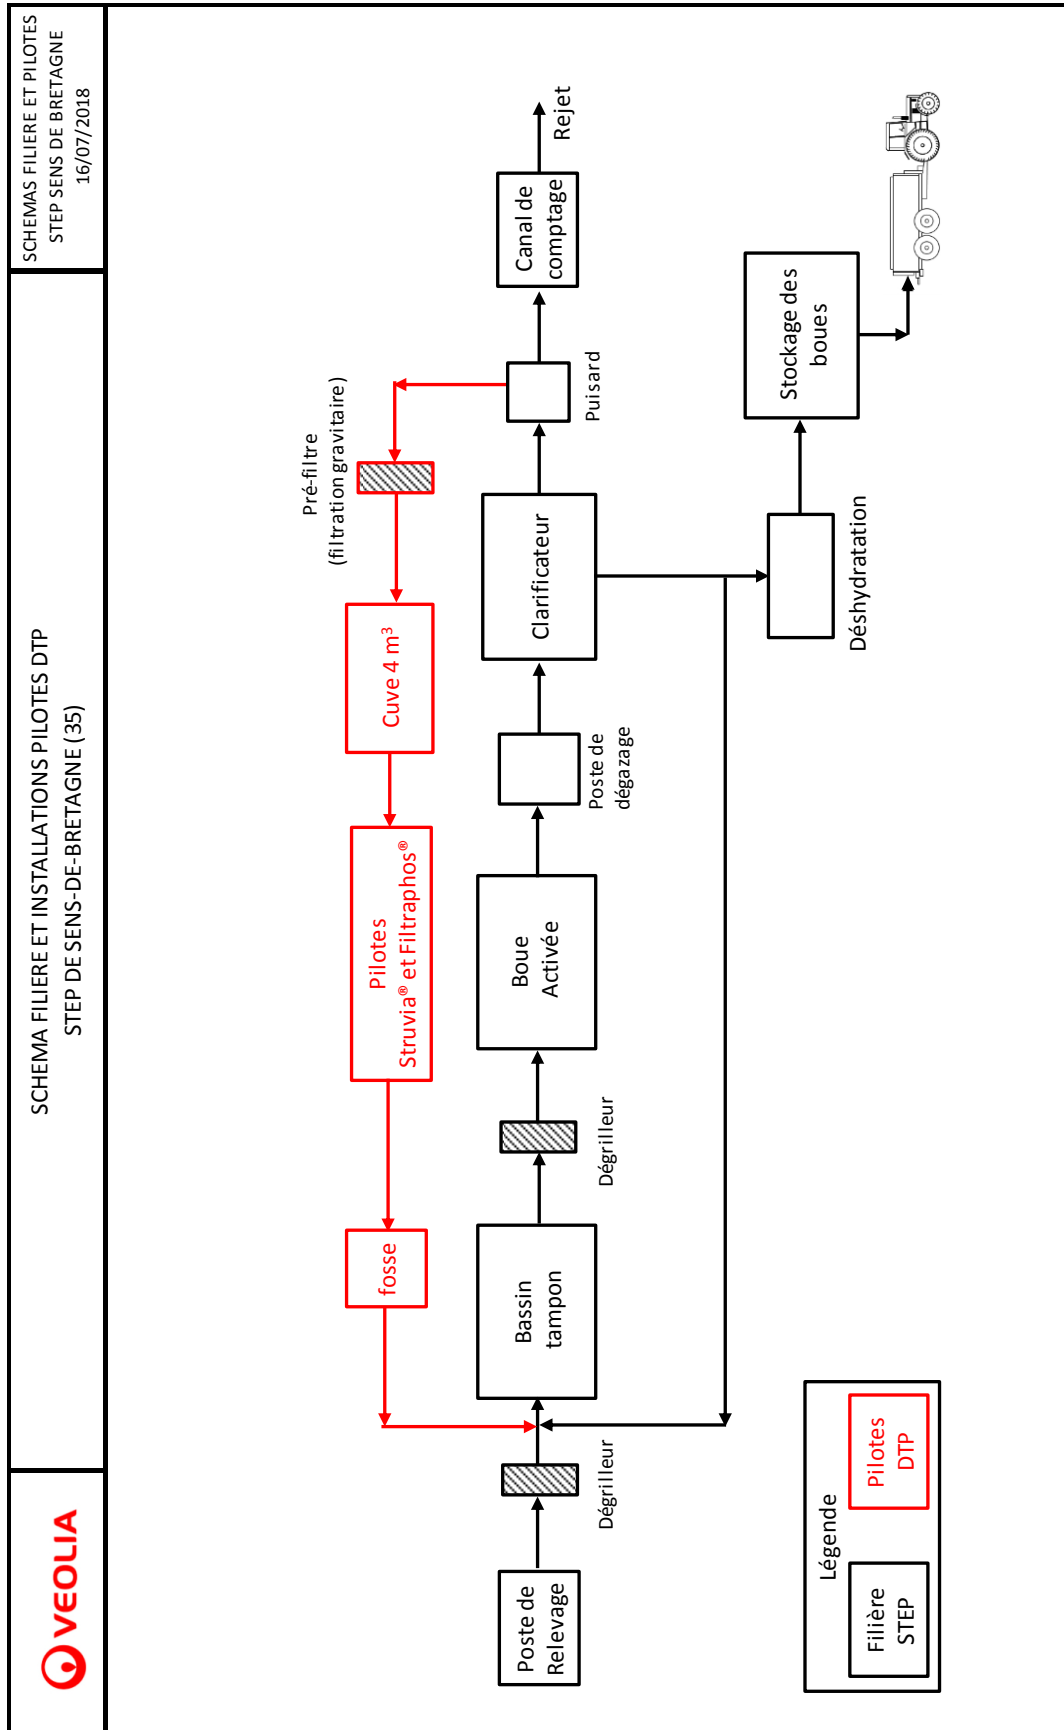 VEOLIA
SCHEMA FILIERE ET INSTALLATIONS PILOTES DTP
STEP DE SENS-DE-BRETAGNE (35)
SCHEMAS FILIERE ET PILOTES
STEP SENS DE BRETAGNE
16/07/2018
Pré-filtre
(filtration gravitaire)
fosse
Pilotes
Struvia® et Filtraphos®
Cuve 4 m³
Poste de
Relevage
Dégrilleur
Bassin
tampon
Dégrilleur
Boue
Activée
Poste de
dégazage
Clarificateur
Puisard
Canal de
comptage
Rejet
Déshydratation
Stockage des
boues
Légende
Filière
STEP
Pilotes
DTP